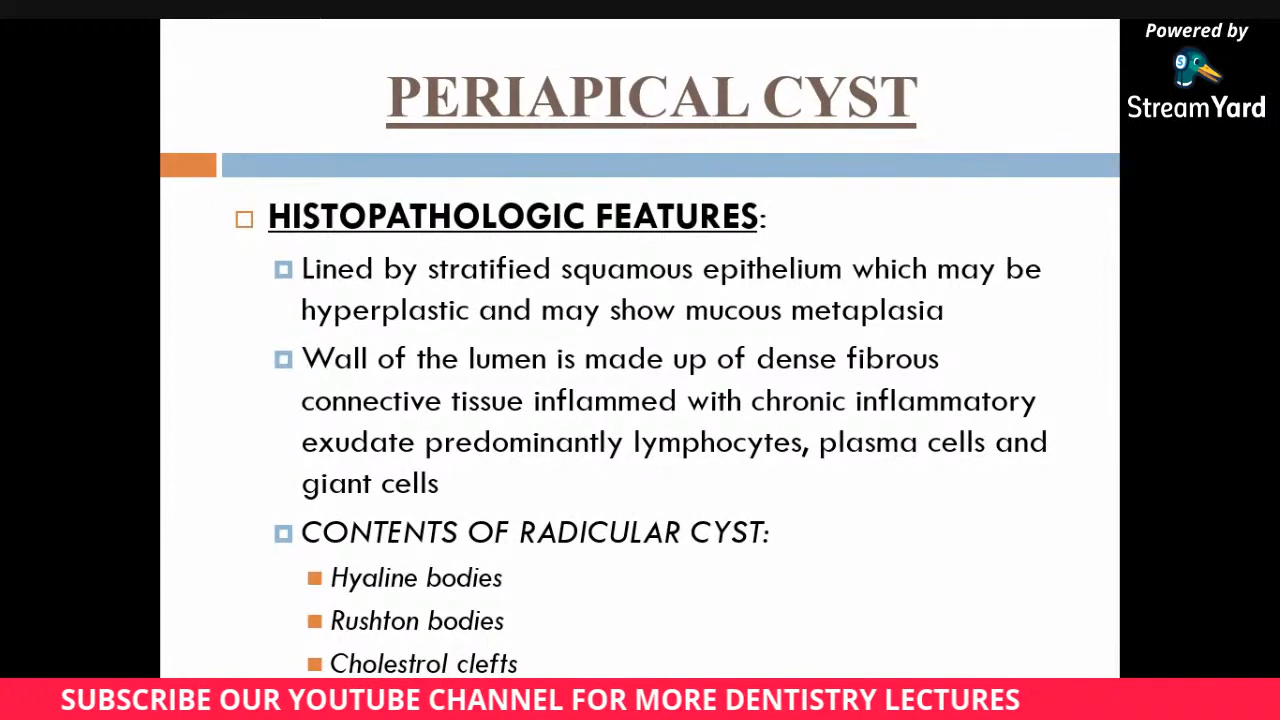 Powered by
StreamYard
PERIAPICAL CYST
HISTOPATHOLOGIC FEATURES:
Lined by stratified squamous epithelium which may be
hyperplastic and may show mucous metaplasia
Wall of the lumen is made up of dense fibrous
connective tissue inflammed with chronic inflammatory
exudate predominantly lymphocytes, plasma cells and
giant cells
CONTENTS OF RADICULAR CYST:
Hyaline bodies
Rushton bodies
Cholestrol clefts
SUBSCRIBE OUR YOUTUBE CHANNEL FOR MORE DENTISTRY LECTURES